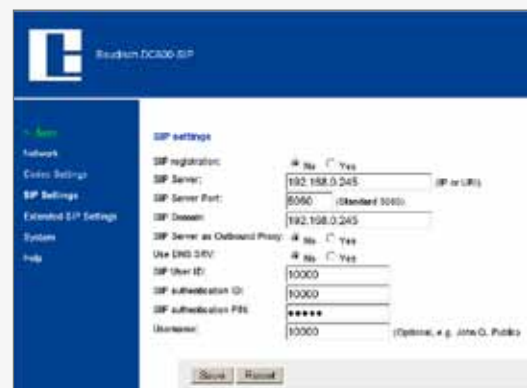 DC600 SIP
Network
Codec Settings
SIP Settings
Extended SIP Settings
System
Help
SIP settings
SIP registration: No Yes
SIP Server: 192.168.0.245 (IP or URI)
SIP Server Port: 5060 (Standard 5060)
SIP Domain: 192.168.0.245
SIP Server as Outbound Proxy: No Yes
Use DNS SRV: No Yes
SIP User ID: 10000
SIP authentication ID: 10000
SIP authentication PIN: •••••
Username: 10000 (Optional, e.g. John Q. Public)
Save Reset